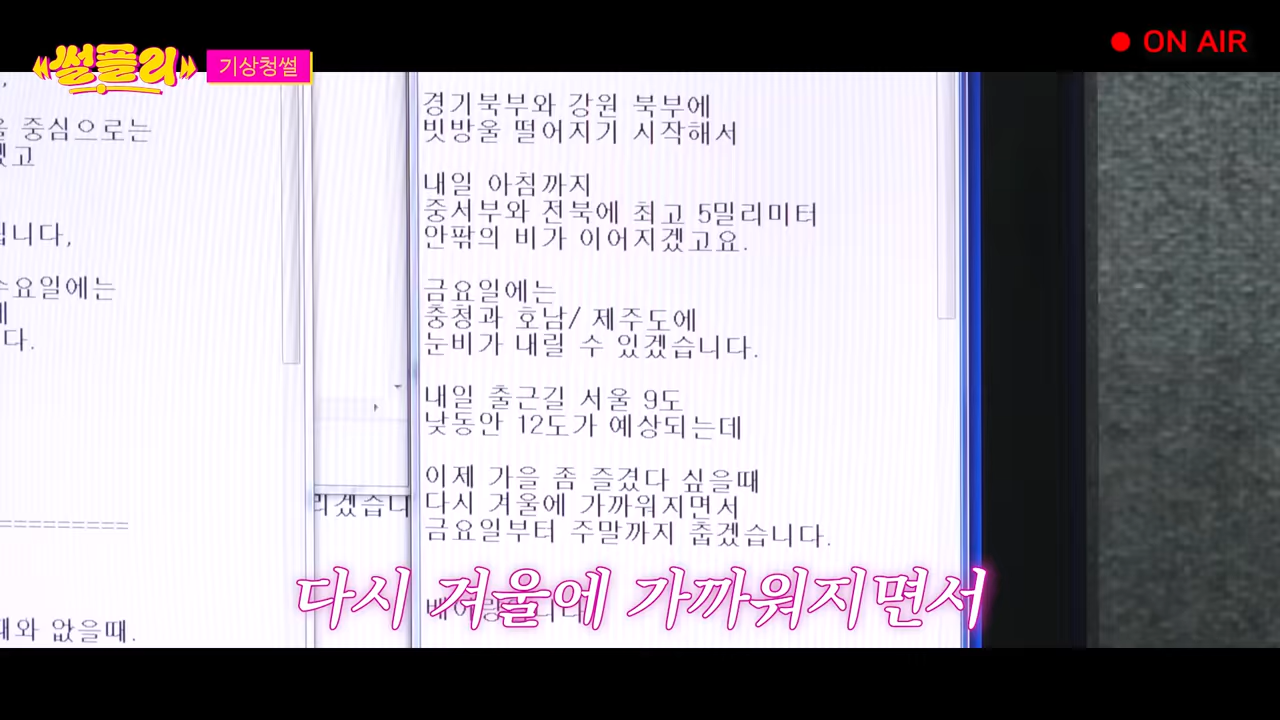 썰플리
기상청썰
ON AIR
중심으로는
고
니다,
요일에는
다.
리겠습니
=========
와 없을때.
경기북부와 강원 북부에
빗방울 떨어지기 시작해서
내일 아침까지
중서부와 전북에 최고 5밀리미터
안팎의 비가 이어지겠고요.
금요일에는
충청과 호남/ 제주도에
눈비가 내릴 수 있겠습니다.
내일 출근길 서울 9도
낮동안 12도가 예상되는데
이제 가을 좀 즐겼다 싶을때
다시 겨울에 가까워지면서
금요일부터 주말까지 춥겠습니다.
다시 겨울에 가까워지면서